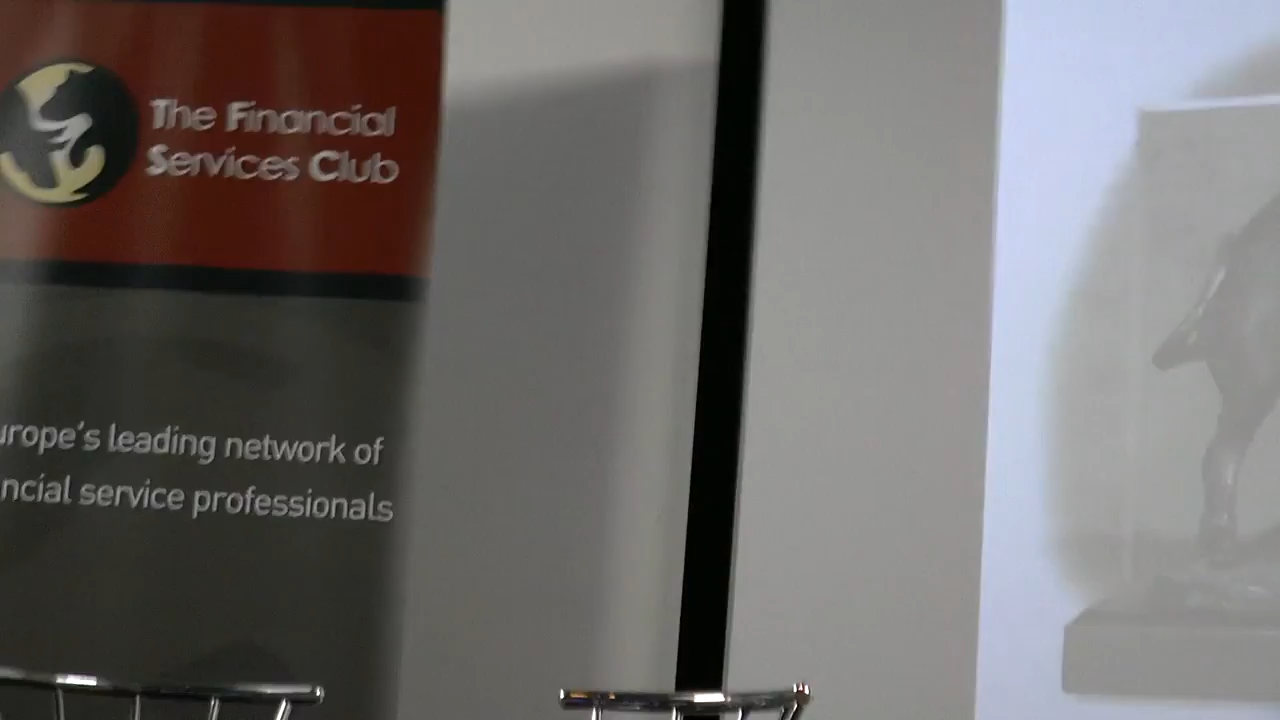 The Financial
Services Club
urope's leading network of
ncial service professionals